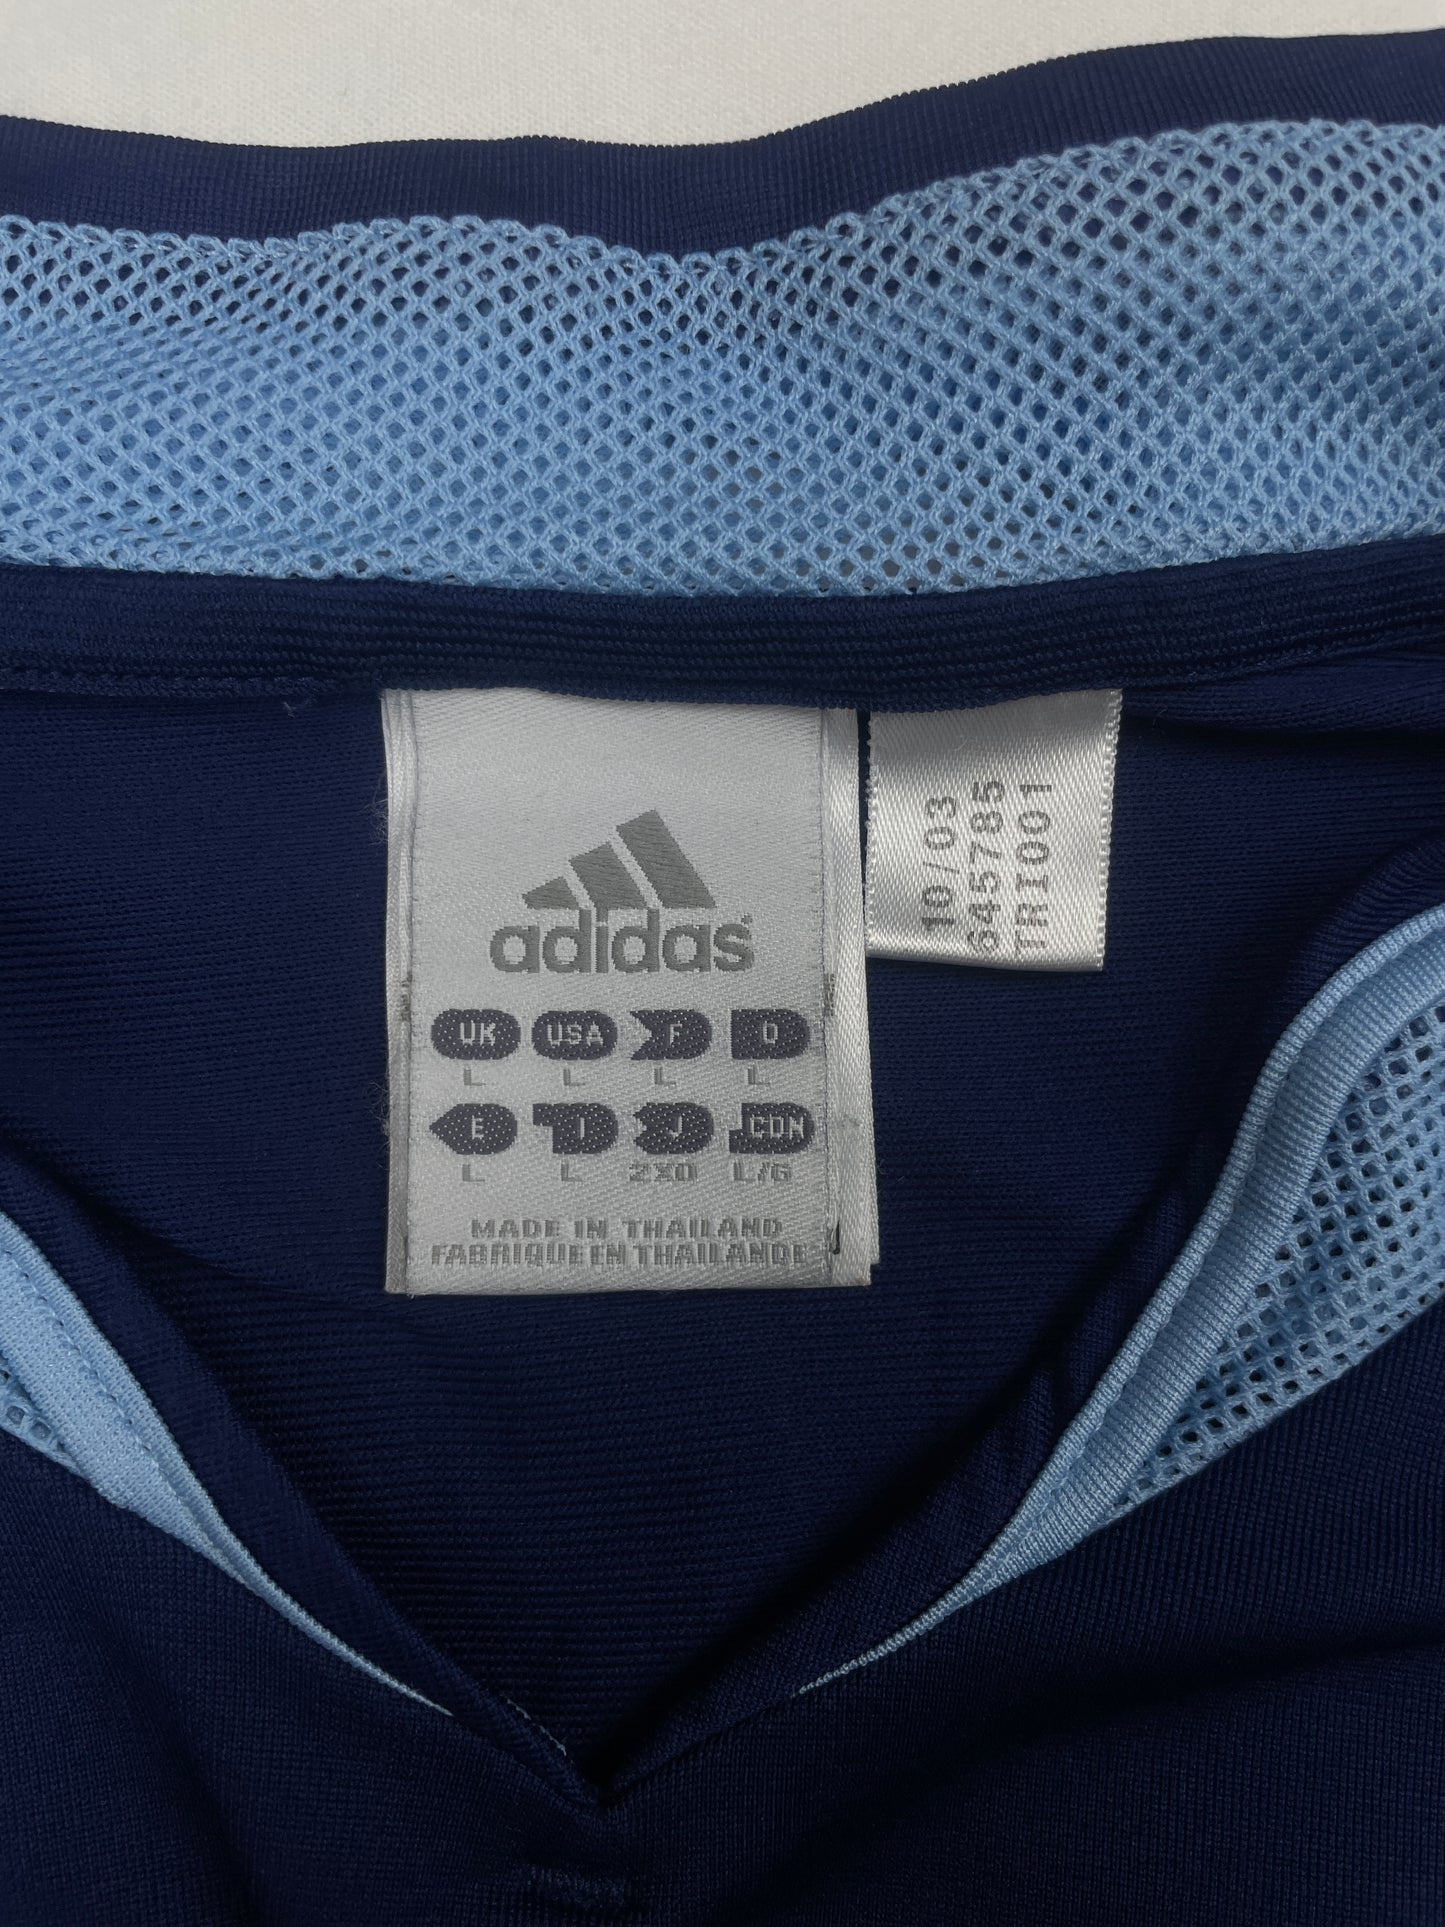 adidas
UK USA F D
L L L L
E I J CDN
L L 2XO L/G
MADE IN THAILAND
FABRIQUE EN THAILANDE
10/03
645785
TRI001